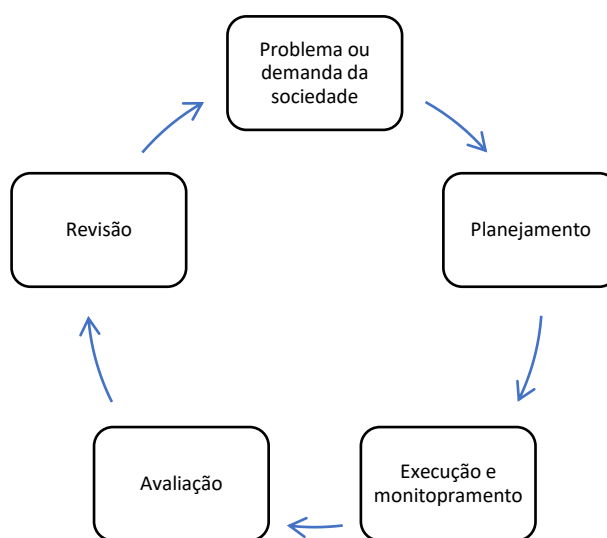 Problema ou
demanda da
sociedade
Planejamento
Execução e
monitopramento
Avaliação
Revisão